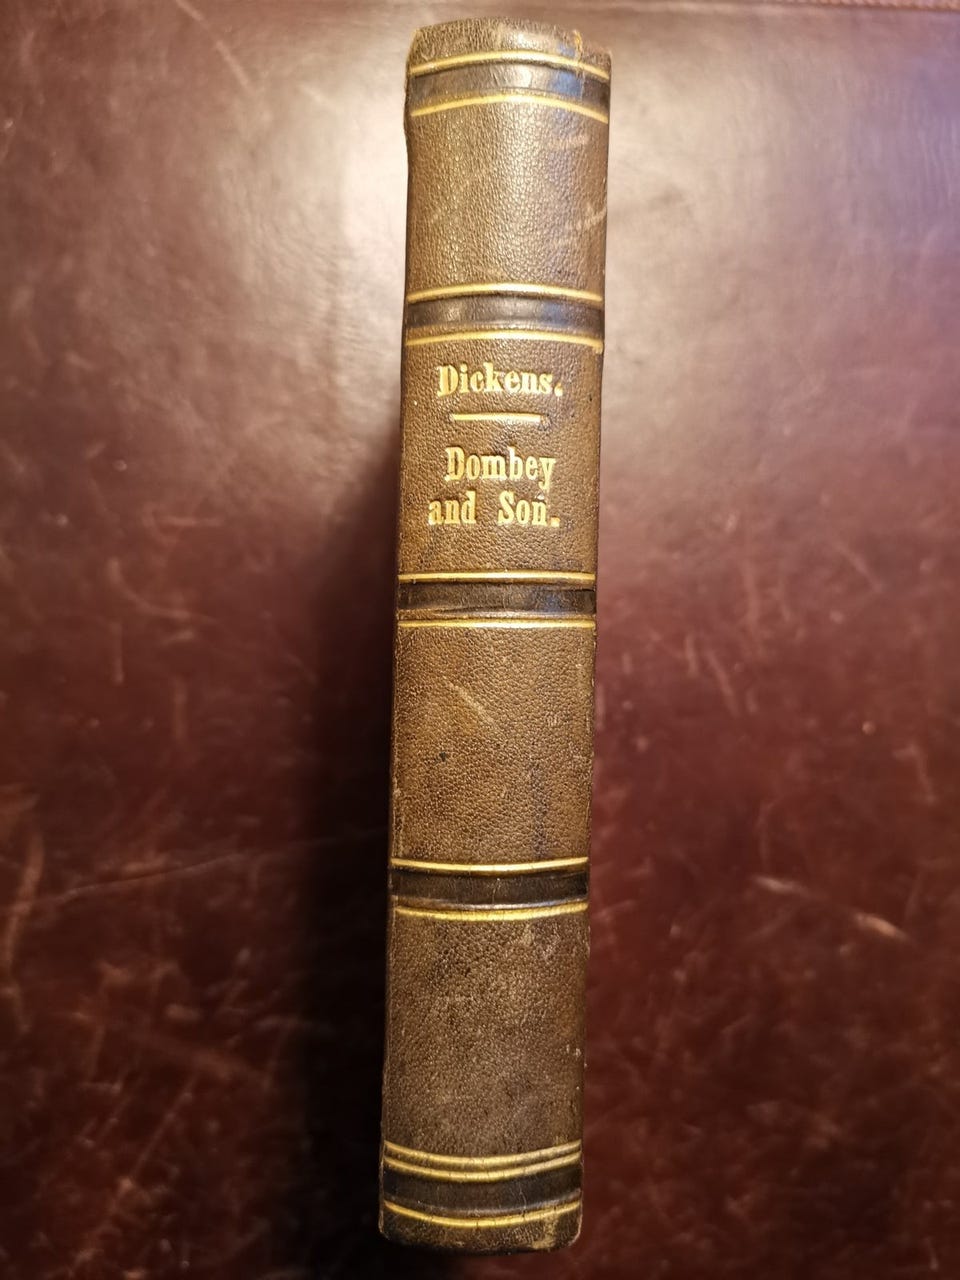 Dickens.
Dombey
and Son.